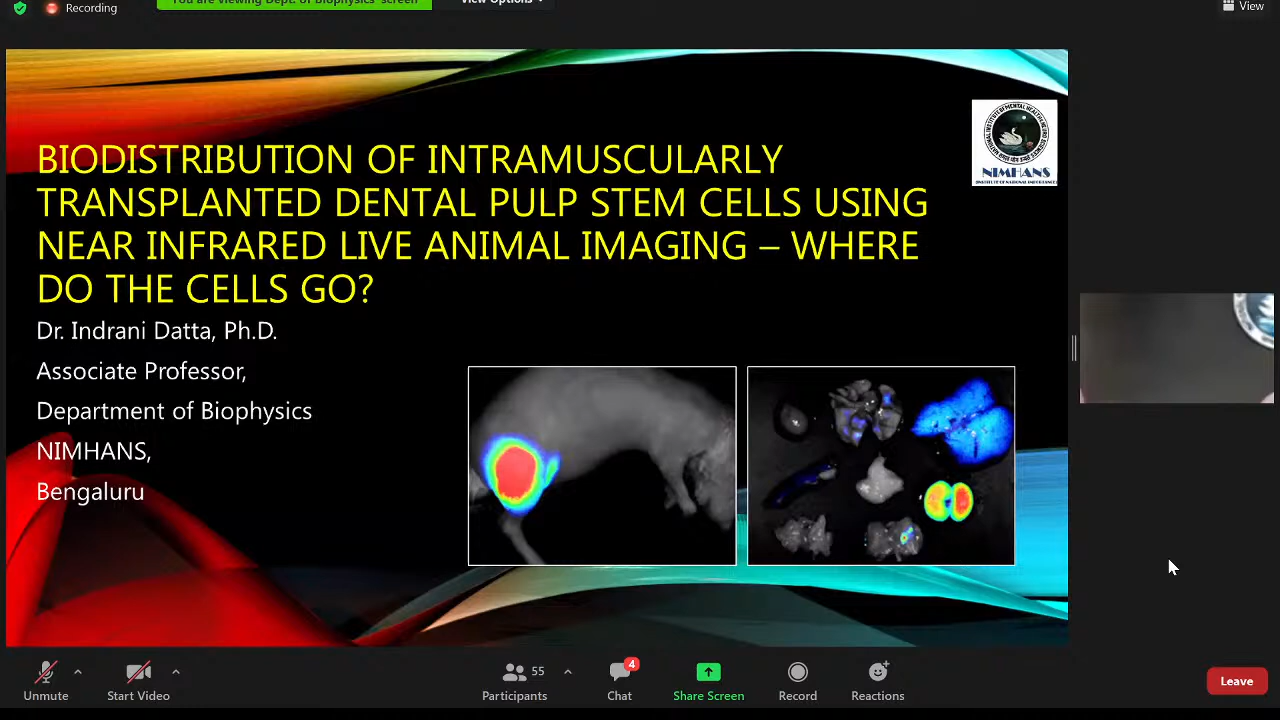 Recording
You are viewing Dept. of biophysics' screen
View Options
View
BIODISTRIBUTION OF INTRAMUSCULARLY
TRANSPLANTED DENTAL PULP STEM CELLS USING
NEAR INFRARED LIVE ANIMAL IMAGING – WHERE
DO THE CELLS GO?
Dr. Indrani Datta, Ph.D.
Associate Professor,
Department of Biophysics
NIMHANS,
Bengaluru
NIMHANS
Unmute
Start Video
55
Participants
4
Chat
Share Screen
Record
Reactions
Leave